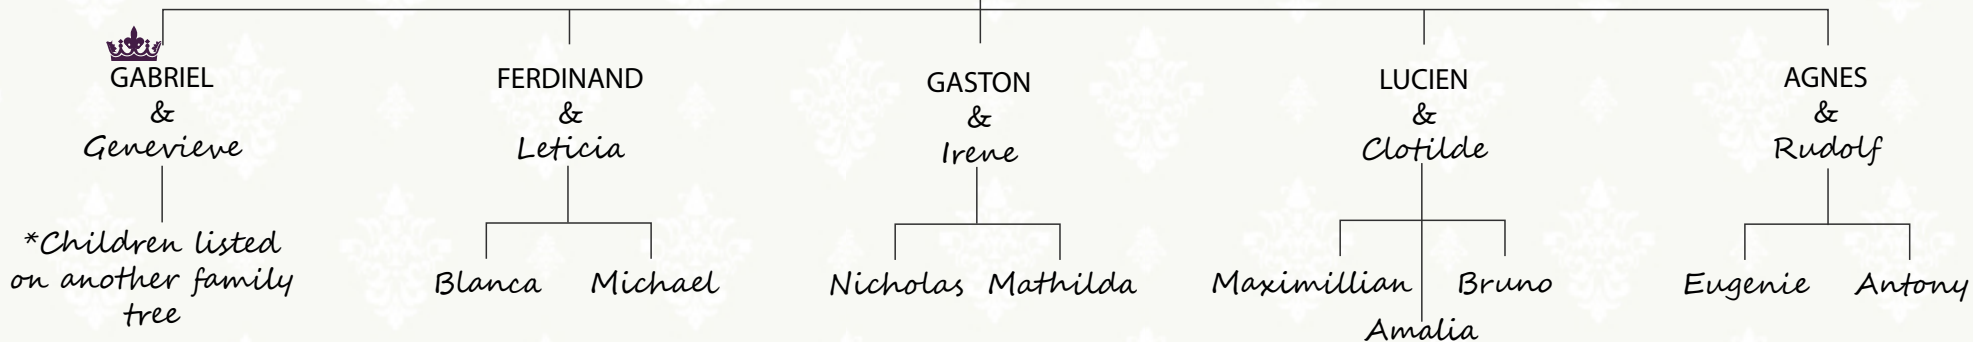 GABRIEL
&
Genevieve
*Children listed
on another family
tree
FERDINAND
&
Leticia
Blanca Michael
GASTON
&
Irene
Nicholas Mathilda
LUCIEN
&
Clotilde
Maximillian Bruno
Amalia
AGNES
&
Rudolf
Eugenie Antony